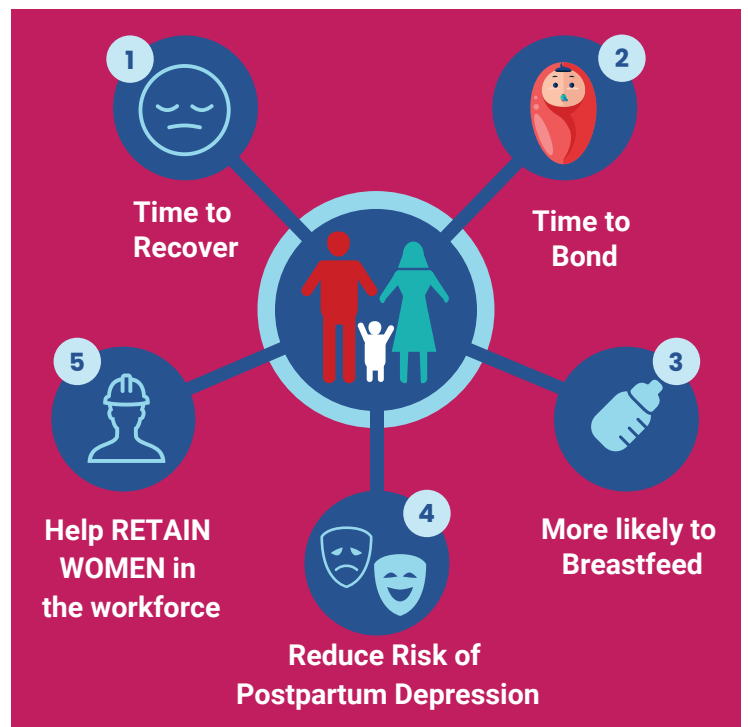 1
Time to
Recover
2
Time to
Bond
3
More likely to
Breastfeed
4
Reduce Risk of
Postpartum Depression
5
Help RETAIN
WOMEN in
the workforce